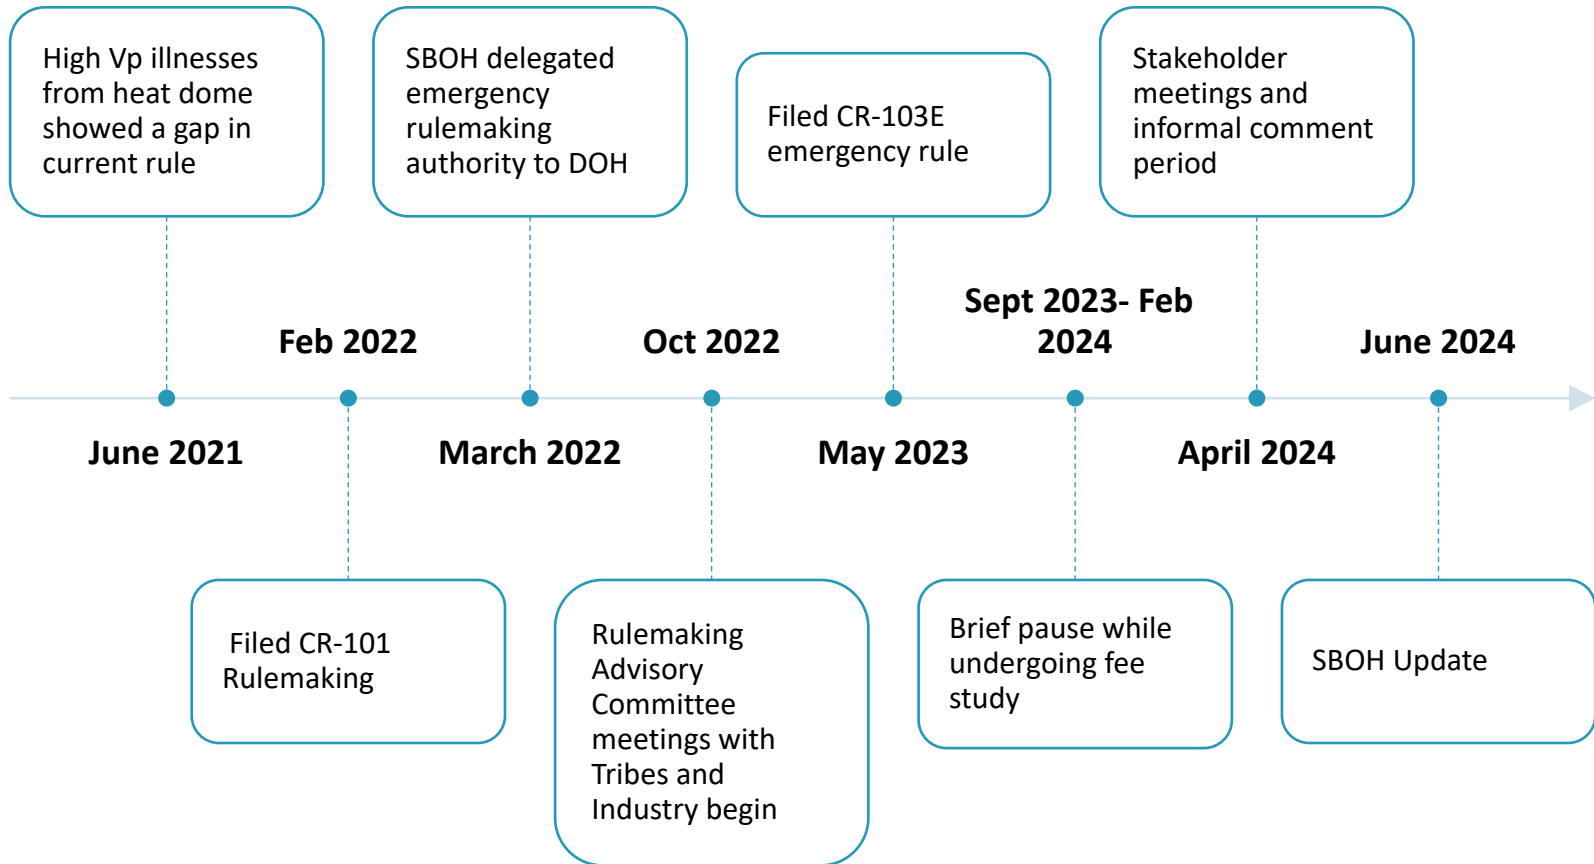 High Vp illnesses
from heat dome
showed a gap in
current rule
SBOH delegated
emergency
rulemaking
authority to DOH
Filed CR-103E
emergency rule
Stakeholder
meetings and
informal comment
period
Feb 2022
Oct 2022
Sept 2023- Feb
2024
June 2024
June 2021
March 2022
May 2023
April 2024
Filed CR-101
Rulemaking
Rulemaking
Advisory
Committee
meetings with
Tribes and
Industry begin
Brief pause while
undergoing fee
study
SBOH Update